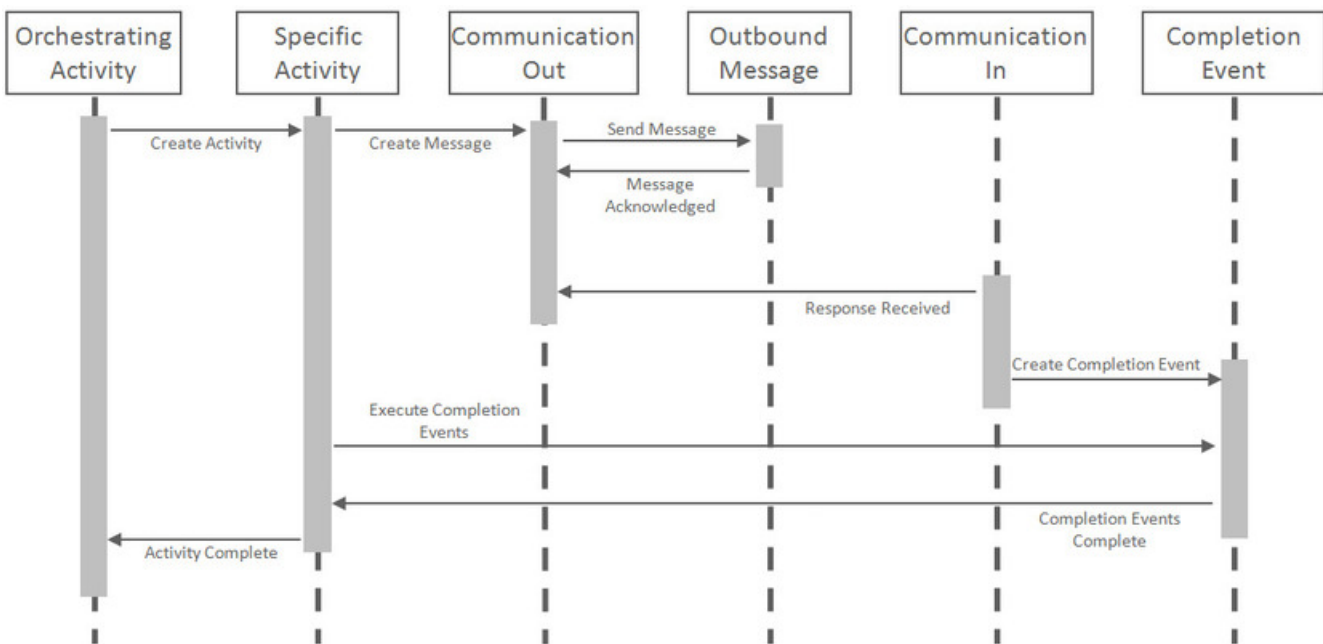 Orchestrating
Activity
Specific
Activity
Communication
Out
Outbound
Message
Communication
In
Completion
Event
Create Activity
Create Message
Send Message
Message
Acknowledged
Response Received
Create Completion Event
Execute Completion
Events
Completion Events
Complete
Activity Complete